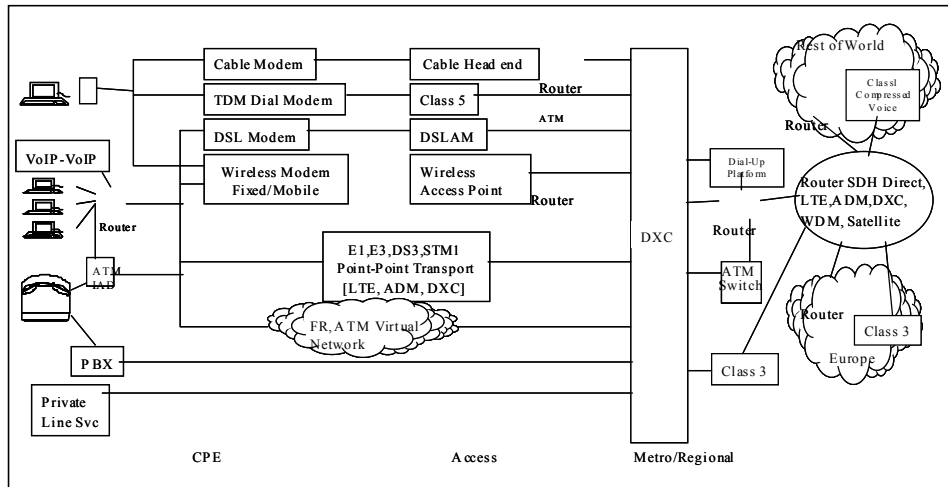 Rest of World
Class1
Compressed
Voice
Router
Cable Modem
Cable Head end
Router
TDM Dial Modem
Class 5
ATM
DSL Modem
DSLAM
VoIP-VoIP
Wireless Modem
Fixed/Mobile
Wireless
Access Point
Router
Dial-Up
Platform
Router SDH Direct,
LTE,ADM,DXC,
WDM, Satellite
Router
E1,E3,DS3,STM1
Point-Point Transport
[LTE, ADM, DXC]
DXC
Router
ATM
IAD
ATM
Switch
FR,ATM Virtual
Network
Router
Class 3
Europe
PBX
Class 3
Private
Line Svc
CPE
Access
Metro/Regional